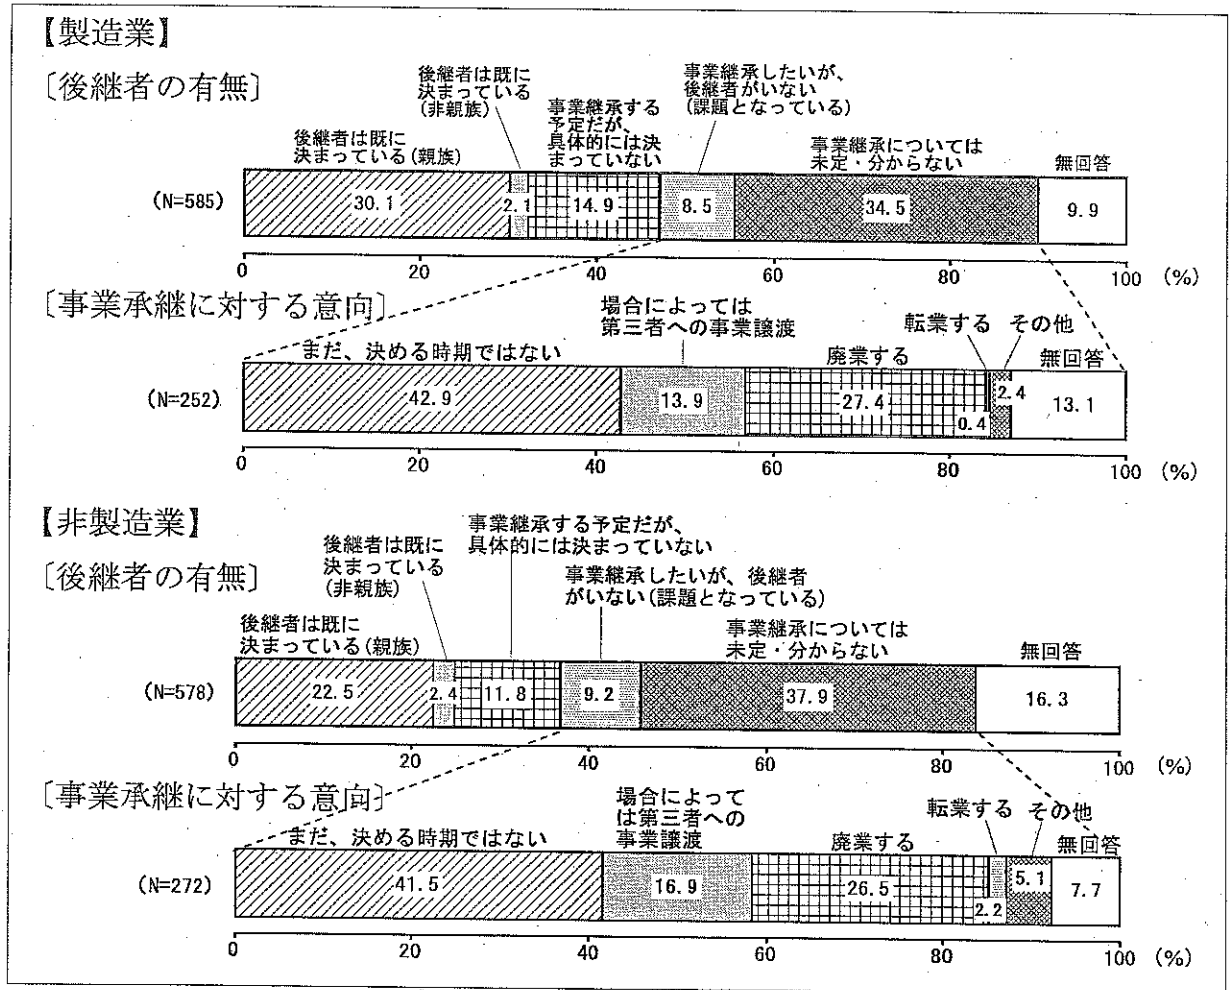 【製造業】
〔後継者の有無〕
後継者は既に
決まっている(親族)
後継者は既に
決まっている
(非親族)
事業継承する
予定だが、
具体的には決
まっていない
事業継承したいが、
後継者がいない
(課題となっている)
事業継承については
未定・分からない
無回答
(N=585)
30.1
2.1
14.9
8.5
34.5
9.9
0 20 40 60 80 100 (%)
〔事業承継に対する意向〕
まだ、決める時期ではない
場合によっては
第三者への事業譲渡
廃業する
転業する
その他
無回答
(N=252)
42.9
13.9
27.4
0.4
2.4
13.1
0 20 40 60 80 100 (%)
【非製造業】
〔後継者の有無〕
後継者は既に
決まっている(親族)
後継者は既に
決まっている
(非親族)
事業継承する予定だが、
具体的には決まっていない
事業継承したいが、後継者
がいない(課題となっている)
事業継承については
未定・分からない
無回答
(N=578)
22.5
2.4
11.8
9.2
37.9
16.3
0 20 40 60 80 100 (%)
〔事業承継に対する意向〕
まだ、決める時期ではない
場合によって
は第三者への
事業譲渡
廃業する
転業する
その他
無回答
(N=272)
41.5
16.9
26.5
2.2
5.1
7.7
0 20 40 60 80 100 (%)